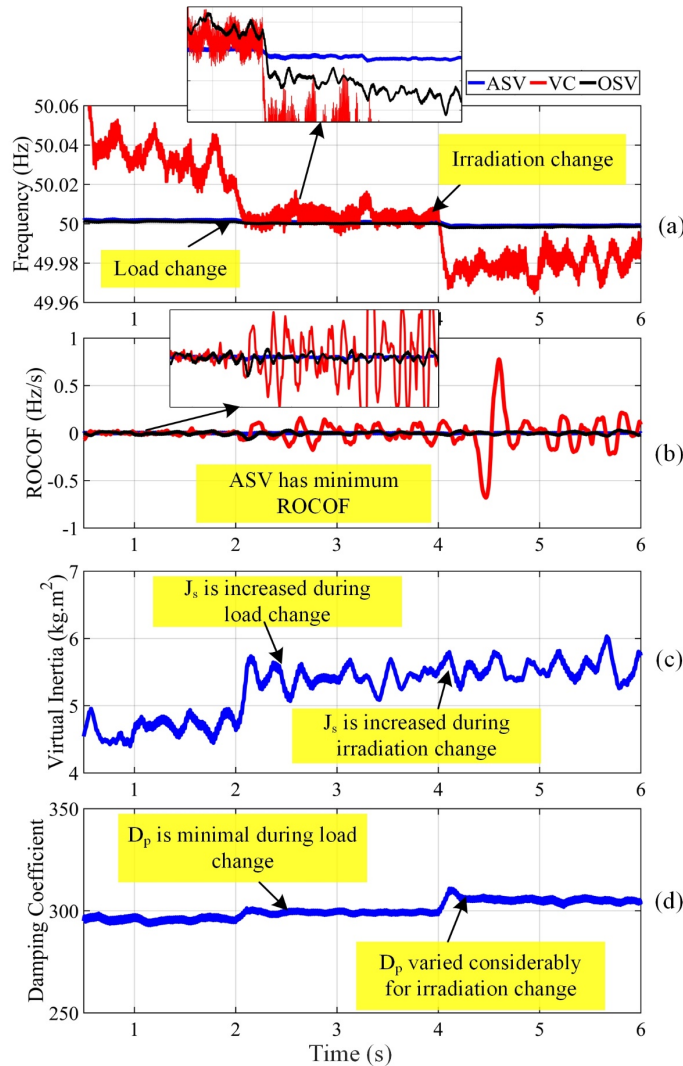 ASV VC OSV
50.06
50.04
50.02
50
49.98
49.96
Frequency (Hz)
Irradiation change
Load change
(a)
1 2 3 4 5 6
1
0.5
0
-0.5
-1
ROCOF (Hz/s)
ASV has minimum
ROCOF
(b)
1 2 3 4 5 6
7
6
5
4
Virtual Inertia (kg.m²)
Jₛ is increased during
load change
Jₛ is increased during
irradiation change
(c)
1 2 3 4 5 6
350
300
250
Damping Coefficient
Dₚ is minimal during load
change
Dₚ varied considerably
for irradiation change
(d)
1 2 3 4 5 6
Time (s)